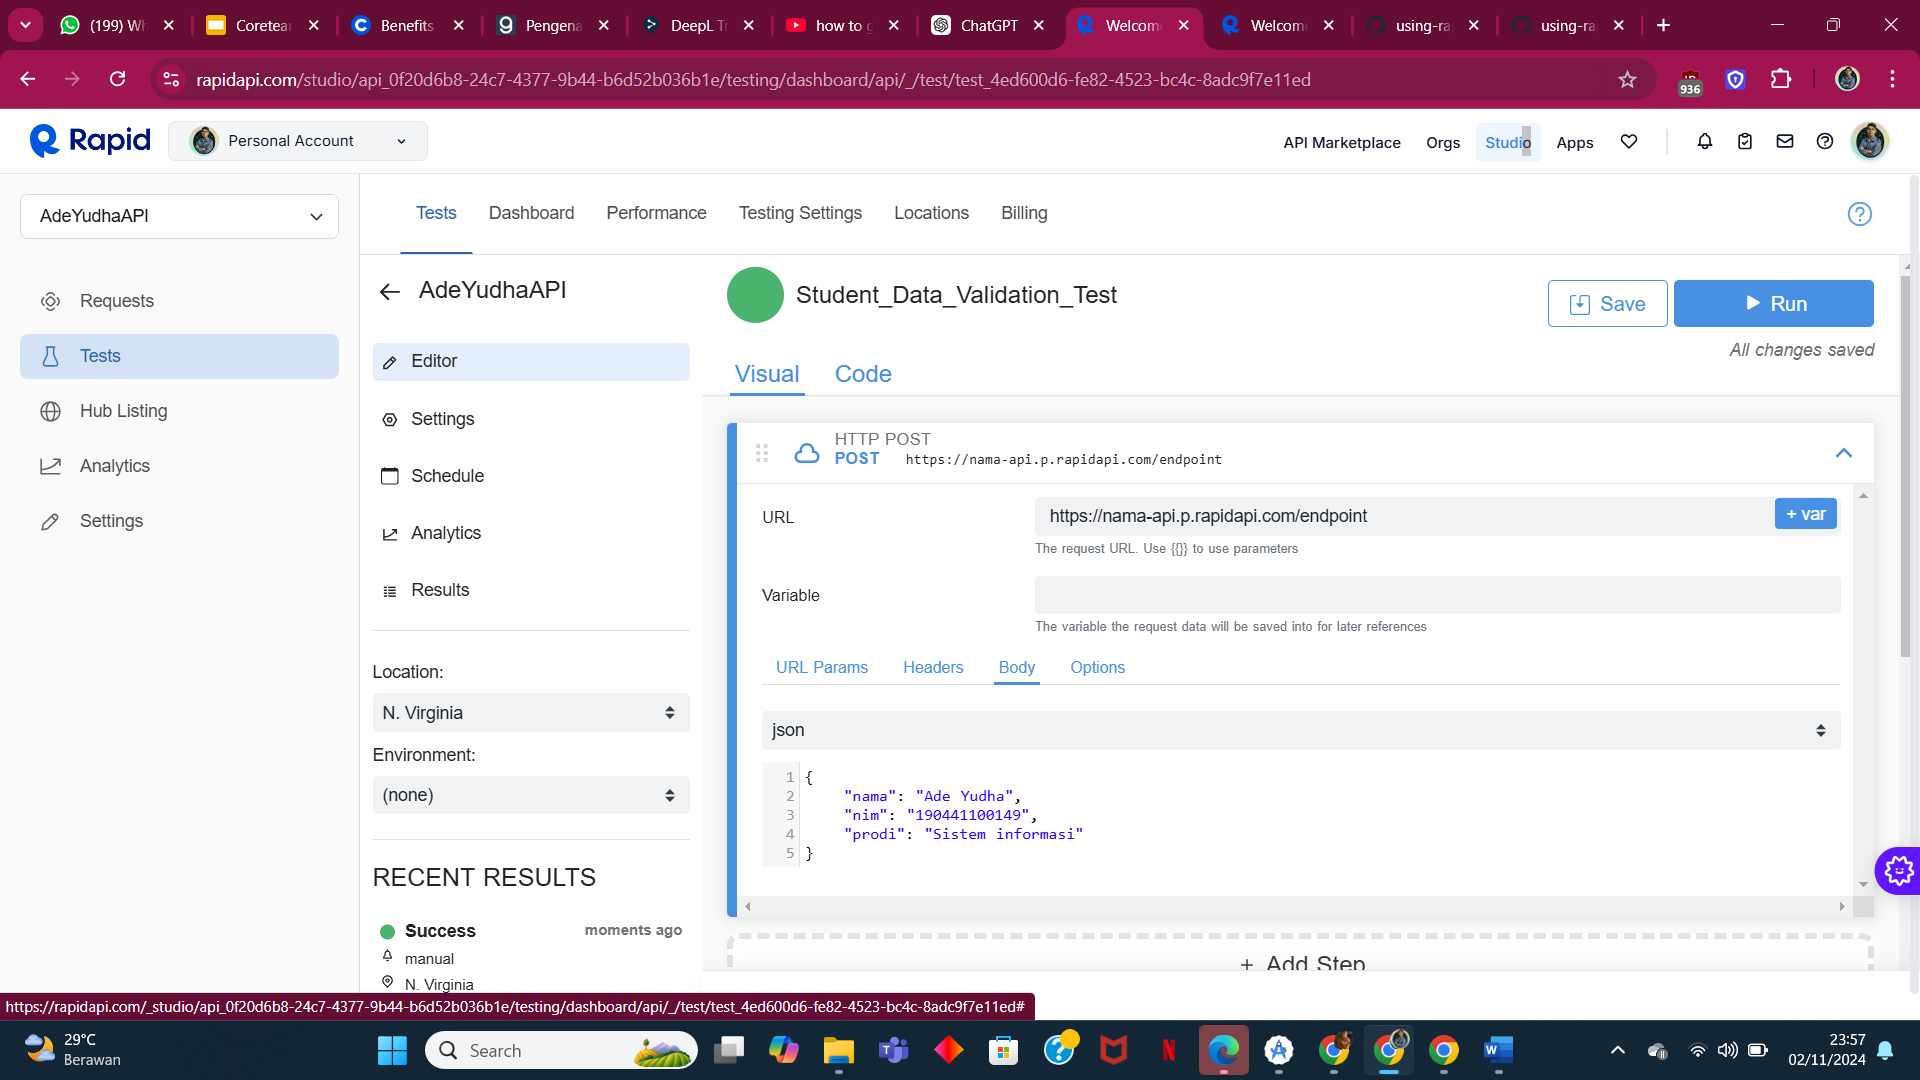 (199) Wh
Coretear
Benefits
Pengena
DeepL Tr
how to g
ChatGPT
Welcome
Welcome
using-ra
using-ra
rapidapi.com/studio/api_0f20d6b8-24c7-4377-9b44-b6d52b036b1e/testing/dashboard/api/_/test/test_4ed600d6-fe82-4523-bc4c-8adc9f7e11ed
936
Rapid
Personal Account
API Marketplace
Orgs
Studio
Apps
AdeYudhaAPI
Requests
Tests
Hub Listing
Analytics
Settings
Tests
Dashboard
Performance
Testing Settings
Locations
Billing
AdeYudhaAPI
Editor
Settings
Schedule
Analytics
Results
Location:
N. Virginia
Environment:
(none)
RECENT RESULTS
Success
moments ago
manual
N. Virginia
Student_Data_Validation_Test
Save
Run
All changes saved
Visual
Code
HTTP POST
POST https://nama-api.p.rapidapi.com/endpoint
URL
https://nama-api.p.rapidapi.com/endpoint
+ var
The request URL. Use {{}} to use parameters
Variable
The variable the request data will be saved into for later references
URL Params
Headers
Body
Options
json
1 {
2 "nama": "Ade Yudha",
3 "nim": "190441100149",
4 "prodi": "Sistem informasi"
5 }
+ Add Step
https://rapidapi.com/_studio/api_0f20d6b8-24c7-4377-9b44-b6d52b036b1e/testing/dashboard/api/_/test/test_4ed600d6-fe82-4523-bc4c-8adc9f7e11ed#
29°C
Berawan
Search
23:57
02/11/2024